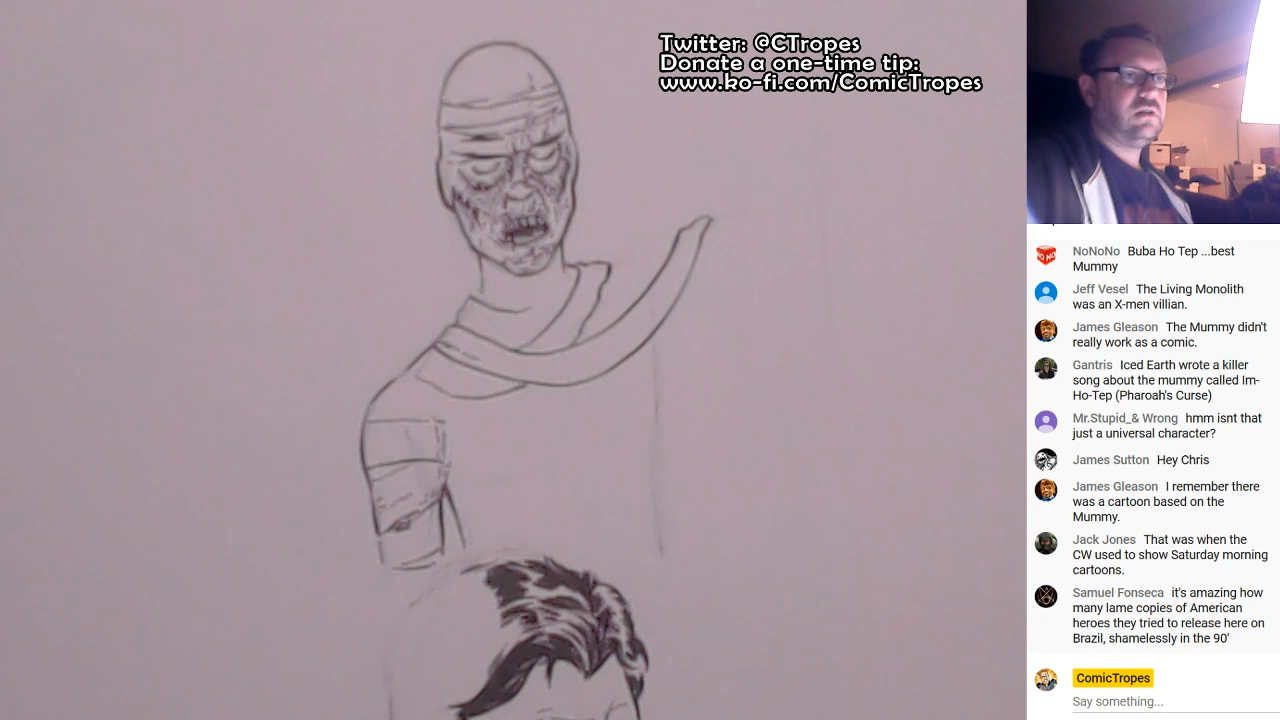 Twitter: @CTropes
Donate a one-time tip:
www.ko-fi.com/ComicTropes
NoNoNo Buba Ho Tep ...best
Mummy
Jeff Vesel The Living Monolith
was an X-men villian.
James Gleason The Mummy didn't
really work as a comic.
Gantris Iced Earth wrote a killer
song about the mummy called Im-
Ho-Tep (Pharoah's Curse)
Mr.Stupid_& Wrong hmm isnt that
just a universal character?
James Sutton Hey Chris
James Gleason I remember there
was a cartoon based on the
Mummy.
Jack Jones That was when the
CW used to show Saturday morning
cartoons.
Samuel Fonseca it's amazing how
many lame copies of American
heroes they tried to release here on
Brazil, shamelessly in the 90'
ComicTropes
Say something...